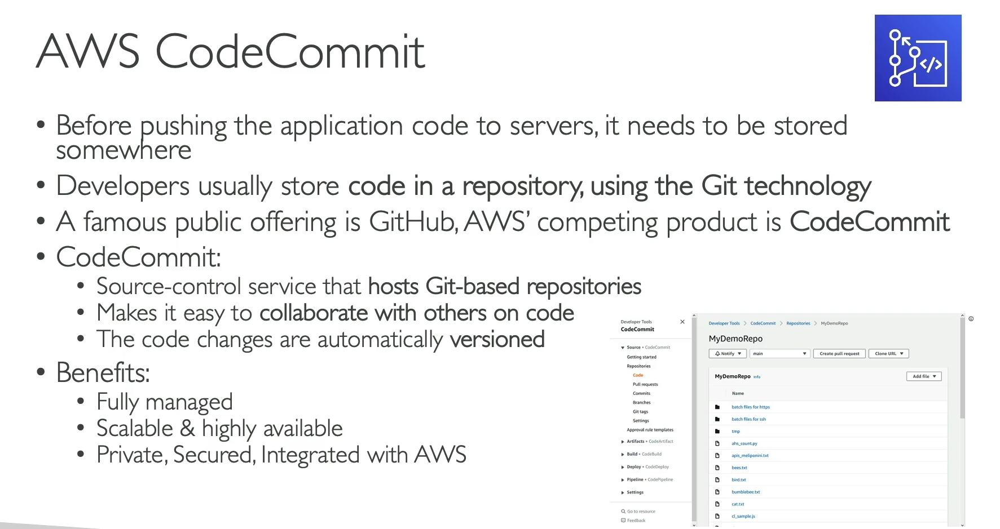 AWS CodeCommit
</>
• Before pushing the application code to servers, it needs to be stored
somewhere
• Developers usually store code in a repository, using the Git technology
• A famous public offering is GitHub, AWS’ competing product is CodeCommit
• CodeCommit:
• Source-control service that hosts Git-based repositories
• Makes it easy to collaborate with others on code
• The code changes are automatically versioned
• Benefits:
• Fully managed
• Scalable & highly available
• Private, Secured, Integrated with AWS
Developer Tools
CodeCommit
Source • CodeCommit
Getting started
Repositories
Code
Pull requests
Commits
Branches
Git tags
Settings
Approval rule templates
Artifacts • CodeArtifact
Build • CodeBuild
Deploy • CodeDeploy
Pipeline • CodePipeline
Settings
Go to resource
Feedback
Developer Tools > CodeCommit > Repositories > MyDemoRepo
MyDemoRepo
Notify main Create pull request Clone URL
MyDemoRepo Info Add file
Name
batch files for https
batch files for ssh
tmp
ahs_count.py
apis_meliponini.txt
bees.txt
bird.txt
bumblebee.txt
cat.txt
cl_sample.js